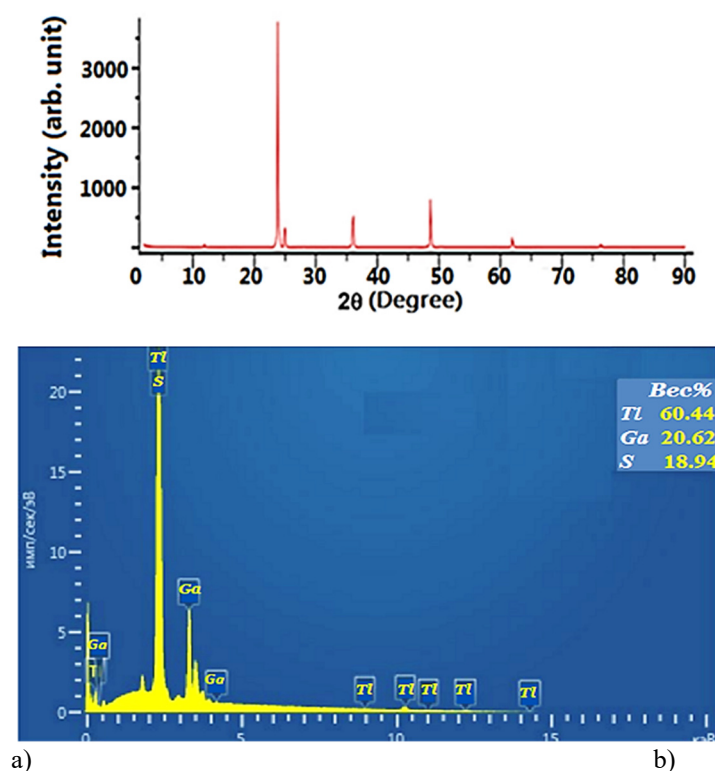 Intensity (arb. unit)
3000
2000
1000
0 10 20 30 40 50 60 70 80 90
2θ (Degree)
Tl
S
Вес%
Tl 60.44
Ga 20.62
S 18.94
20
15
10
5
0
имп/сек/эВ
Ga
Ga
T
Ga
Tl Tl Tl Tl Tl
0 5 10 15
кэВ
a) b)